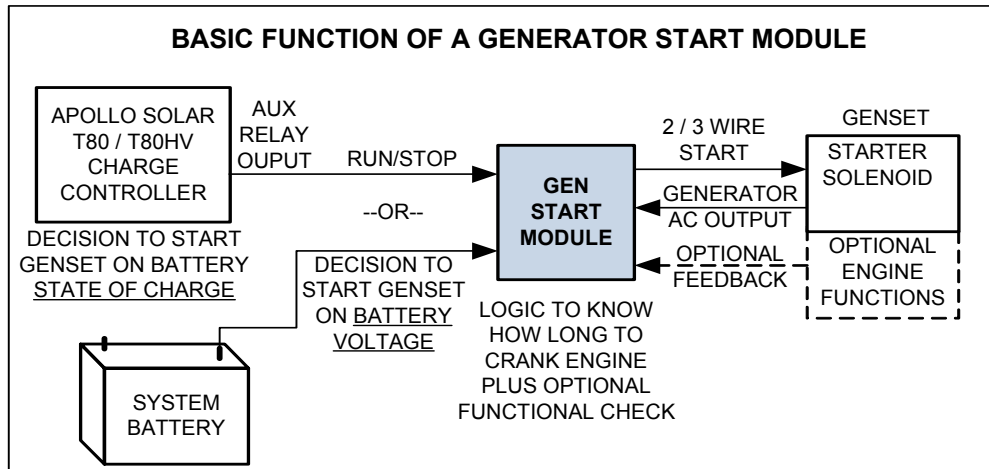 BASIC FUNCTION OF A GENERATOR START MODULE
APOLLO SOLAR
T80 / T80HV
CHARGE
CONTROLLER
DECISION TO START
GENSET ON BATTERY
STATE OF CHARGE
AUX
RELAY
OUPUT
RUN/STOP
--OR--
DECISION TO
START GENSET
ON BATTERY
VOLTAGE
SYSTEM
BATTERY
GEN
START
MODULE
LOGIC TO KNOW
HOW LONG TO
CRANK ENGINE
PLUS OPTIONAL
FUNCTIONAL CHECK
2 / 3 WIRE
START
GENERATOR
AC OUTPUT
OPTIONAL
FEEDBACK
GENSET
STARTER
SOLENOID
OPTIONAL
ENGINE
FUNCTIONS